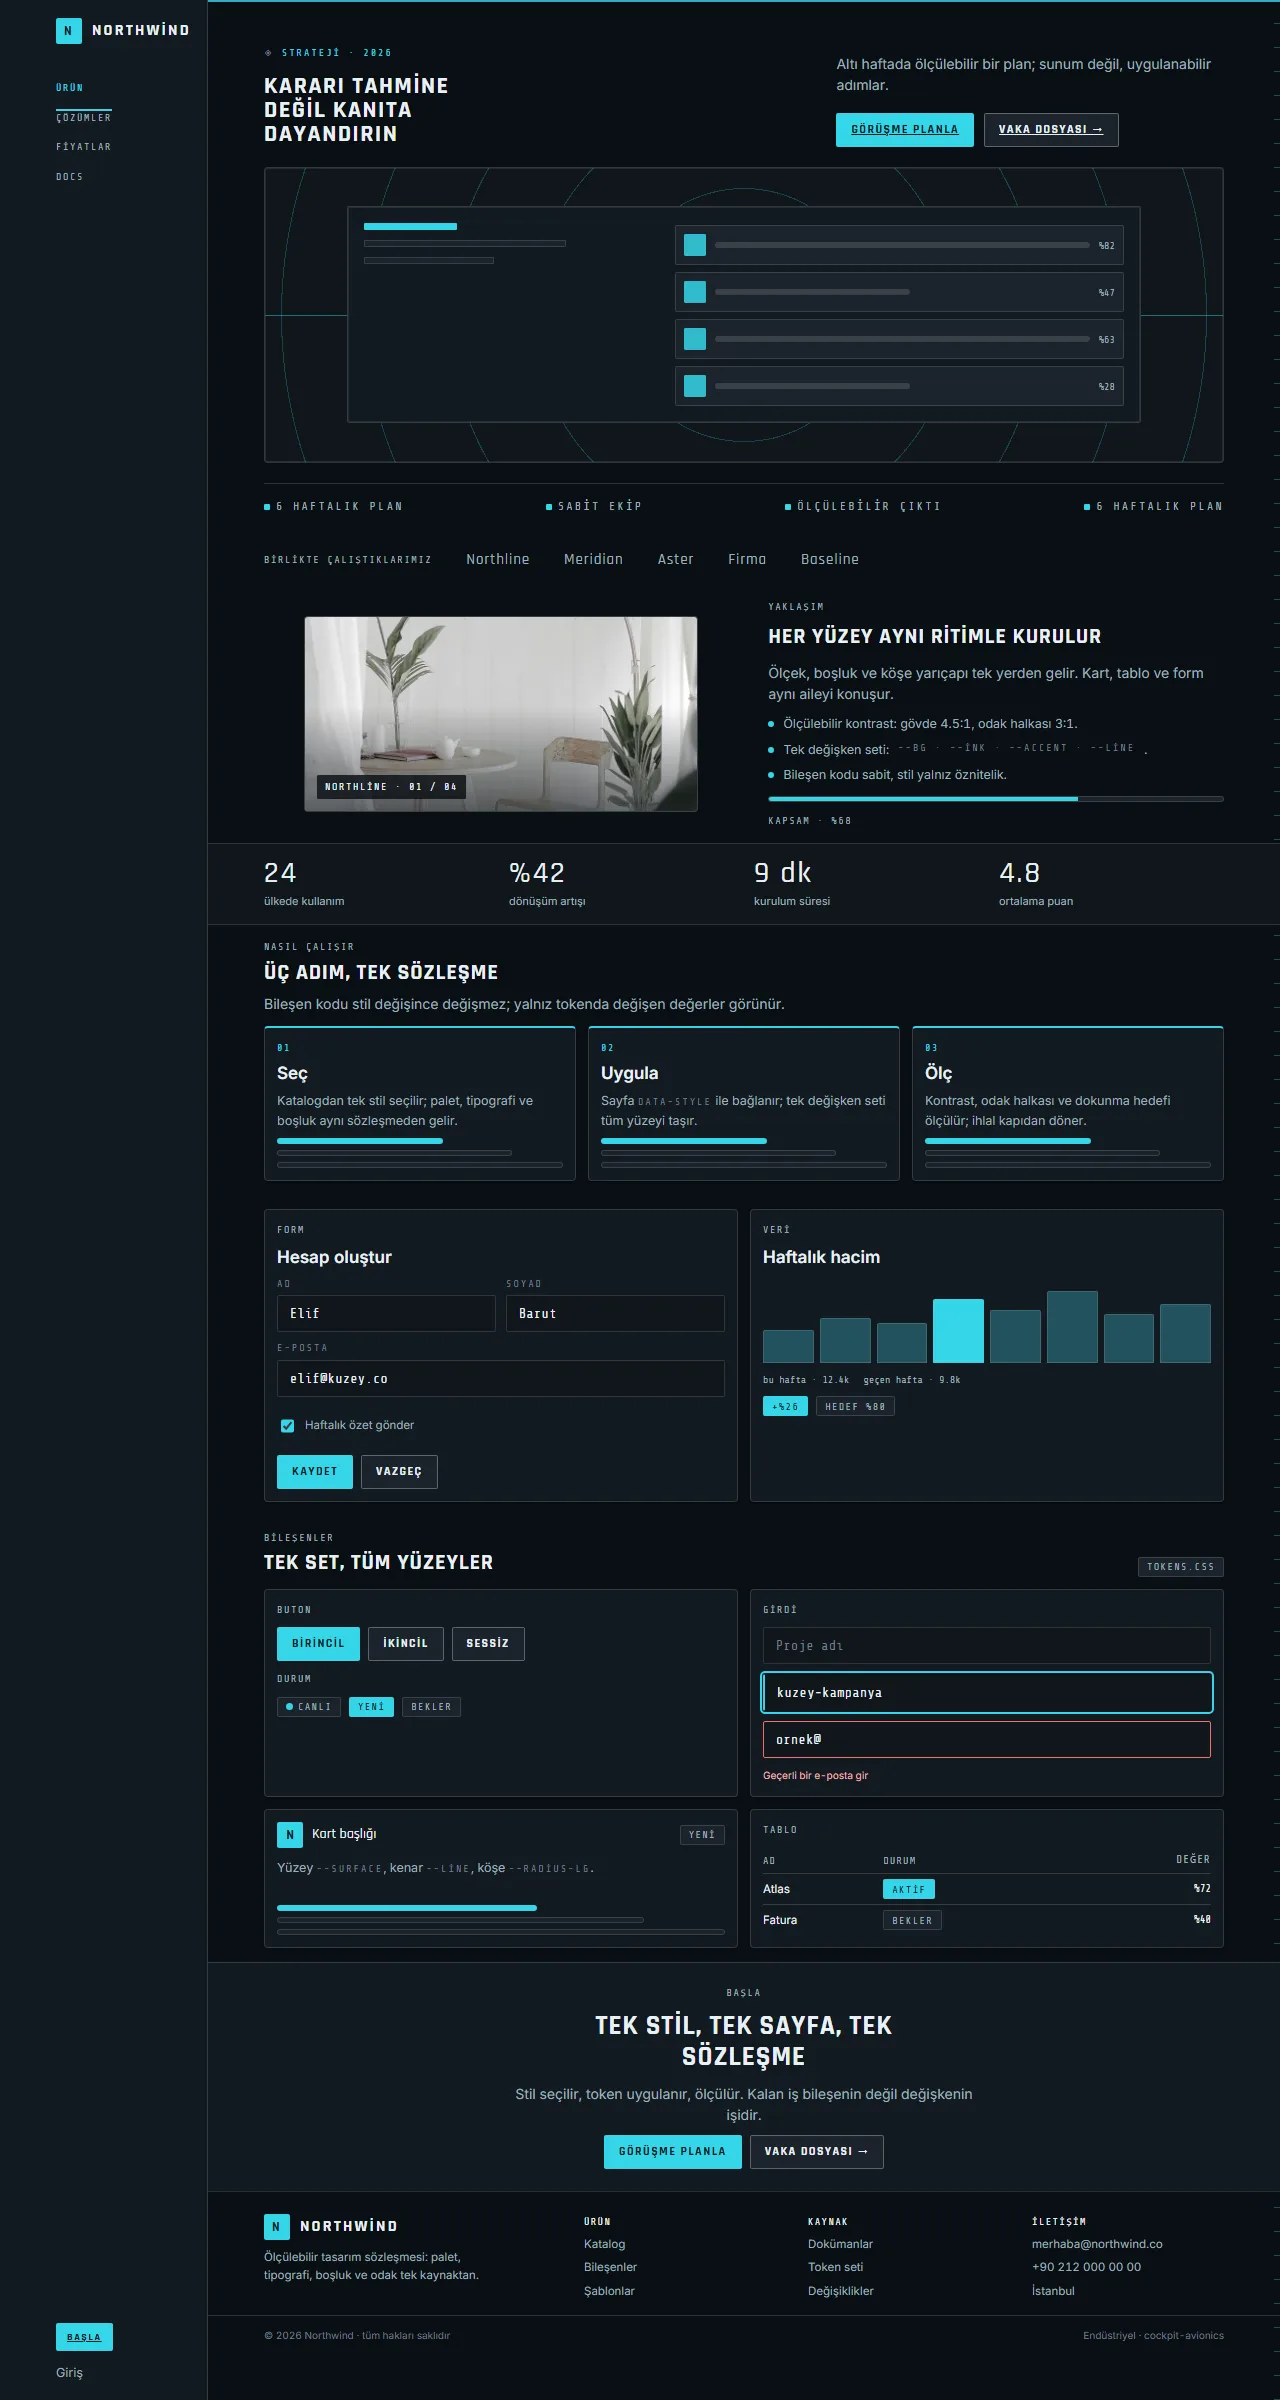 N NORTHWİND
ÜRÜN
ÇÖZÜMLER
FİYATLAR
DOCS
STRATEJİ · 2026
KARARI TAHMİNE
DEĞİL KANITA
DAYANDIRIN
Altı haftada ölçülebilir bir plan; sunum değil, uygulanabilir
adımlar.
GÖRÜŞME PLANLA VAKA DOSYASI →
%82
%47
%63
%28
6 HAFTALIK PLAN SABİT EKİP ÖLÇÜLEBİLİR ÇIKTI 6 HAFTALIK PLAN
BİRLİKTE ÇALIŞTIKLARIMIZ Northline Meridian Aster Firma Baseline
NORTHLİNE · 01 / 04
YAKLAŞIM
HER YÜZEY AYNI RİTİMLE KURULUR
Ölçek, boşluk ve köşe yarıçapı tek yerden gelir. Kart, tablo ve form
aynı aileyi konuşur.
Ölçülebilir kontrast: gövde 4.5:1, odak halkası 3:1.
Tek değişken seti: --BG · --İNK · --ACCENT · --LİNE .
Bileşen kodu sabit, stil yalnız öznitelik.
KAPSAM · %68
24 %42 9 dk 4.8
ülkede kullanım dönüşüm artışı kurulum süresi ortalama puan
NASIL ÇALIŞIR
ÜÇ ADIM, TEK SÖZLEŞME
Bileşen kodu stil değişince değişmez; yalnız tokenda değişen değerler görünür.
01
Seç
Katalogdan tek stil seçilir; palet, tipografi ve
boşluk aynı sözleşmeden gelir.
02
Uygula
Sayfa DATA-STYLE ile bağlanır; tek değişken seti
tüm yüzeyi taşır.
03
Ölç
Kontrast, odak halkası ve dokunma hedefi
ölçülür; ihlal kapıdan döner.
FORM
Hesap oluştur
AD SOYAD
Elif Barut
E-POSTA
elif@kuzey.co
Haftalık özet gönder
KAYDET VAZGEÇ
VERİ
Haftalık hacim
bu hafta · 12.4k geçen hafta · 9.8k
+%26 HEDEF %80
BİLEŞENLER
TEK SET, TÜM YÜZEYLER
TOKENS.CSS
BUTON
BİRİNCİL İKİNCİL SESSİZ
DURUM
CANLI YENİ BEKLER
GİRDİ
Proje adı
kuzey-kampanya
ornek@
Geçerli bir e-posta gir
N Kart başlığı YENİ
Yüzey --SURFACE, kenar --LİNE, köşe --RADİUS-LG.
TABLO
AD DURUM DEĞER
Atlas AKTİF %72
Fatura BEKLER %40
BAŞLA
TEK STİL, TEK SAYFA, TEK
SÖZLEŞME
Stil seçilir, token uygulanır, ölçülür. Kalan iş bileşenin değil değişkenin
işidir.
GÖRÜŞME PLANLA VAKA DOSYASI →
N NORTHWİND
Ölçülebilir tasarım sözleşmesi: palet,
tipografi, boşluk ve odak tek kaynaktan.
ÜRÜN
Katalog
Bileşenler
Şablonlar
KAYNAK
Dokümanlar
Token seti
Değişiklikler
İLETİŞİM
merhaba@northwind.co
+90 212 000 00 00
İstanbul
BAŞLA
Giriş
© 2026 Northwind · tüm hakları saklıdır Endüstriyel · cockpit-avionics